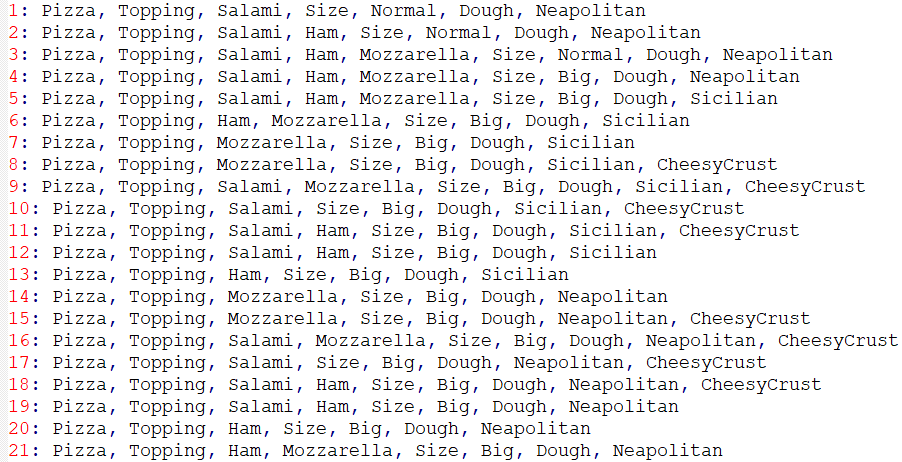 1: Pizza, Topping, Salami, Size, Normal, Dough, Neapolitan
2: Pizza, Topping, Salami, Ham, Size, Normal, Dough, Neapolitan
3: Pizza, Topping, Salami, Ham, Mozzarella, Size, Normal, Dough, Neapolitan
4: Pizza, Topping, Salami, Ham, Mozzarella, Size, Big, Dough, Neapolitan
5: Pizza, Topping, Salami, Ham, Mozzarella, Size, Big, Dough, Sicilian
6: Pizza, Topping, Ham, Mozzarella, Size, Big, Dough, Sicilian
7: Pizza, Topping, Mozzarella, Size, Big, Dough, Sicilian
8: Pizza, Topping, Mozzarella, Size, Big, Dough, Sicilian, CheesyCrust
9: Pizza, Topping, Salami, Mozzarella, Size, Big, Dough, Sicilian, CheesyCrust
10: Pizza, Topping, Salami, Size, Big, Dough, Sicilian, CheesyCrust
11: Pizza, Topping, Salami, Ham, Size, Big, Dough, Sicilian, CheesyCrust
12: Pizza, Topping, Salami, Ham, Size, Big, Dough, Sicilian
13: Pizza, Topping, Ham, Size, Big, Dough, Sicilian
14: Pizza, Topping, Mozzarella, Size, Big, Dough, Neapolitan
15: Pizza, Topping, Mozzarella, Size, Big, Dough, Neapolitan, CheesyCrust
16: Pizza, Topping, Salami, Mozzarella, Size, Big, Dough, Neapolitan, CheesyCrust
17: Pizza, Topping, Salami, Size, Big, Dough, Neapolitan, CheesyCrust
18: Pizza, Topping, Salami, Ham, Size, Big, Dough, Neapolitan, CheesyCrust
19: Pizza, Topping, Salami, Ham, Size, Big, Dough, Neapolitan
20: Pizza, Topping, Ham, Size, Big, Dough, Neapolitan
21: Pizza, Topping, Ham, Mozzarella, Size, Big, Dough, Neapolitan